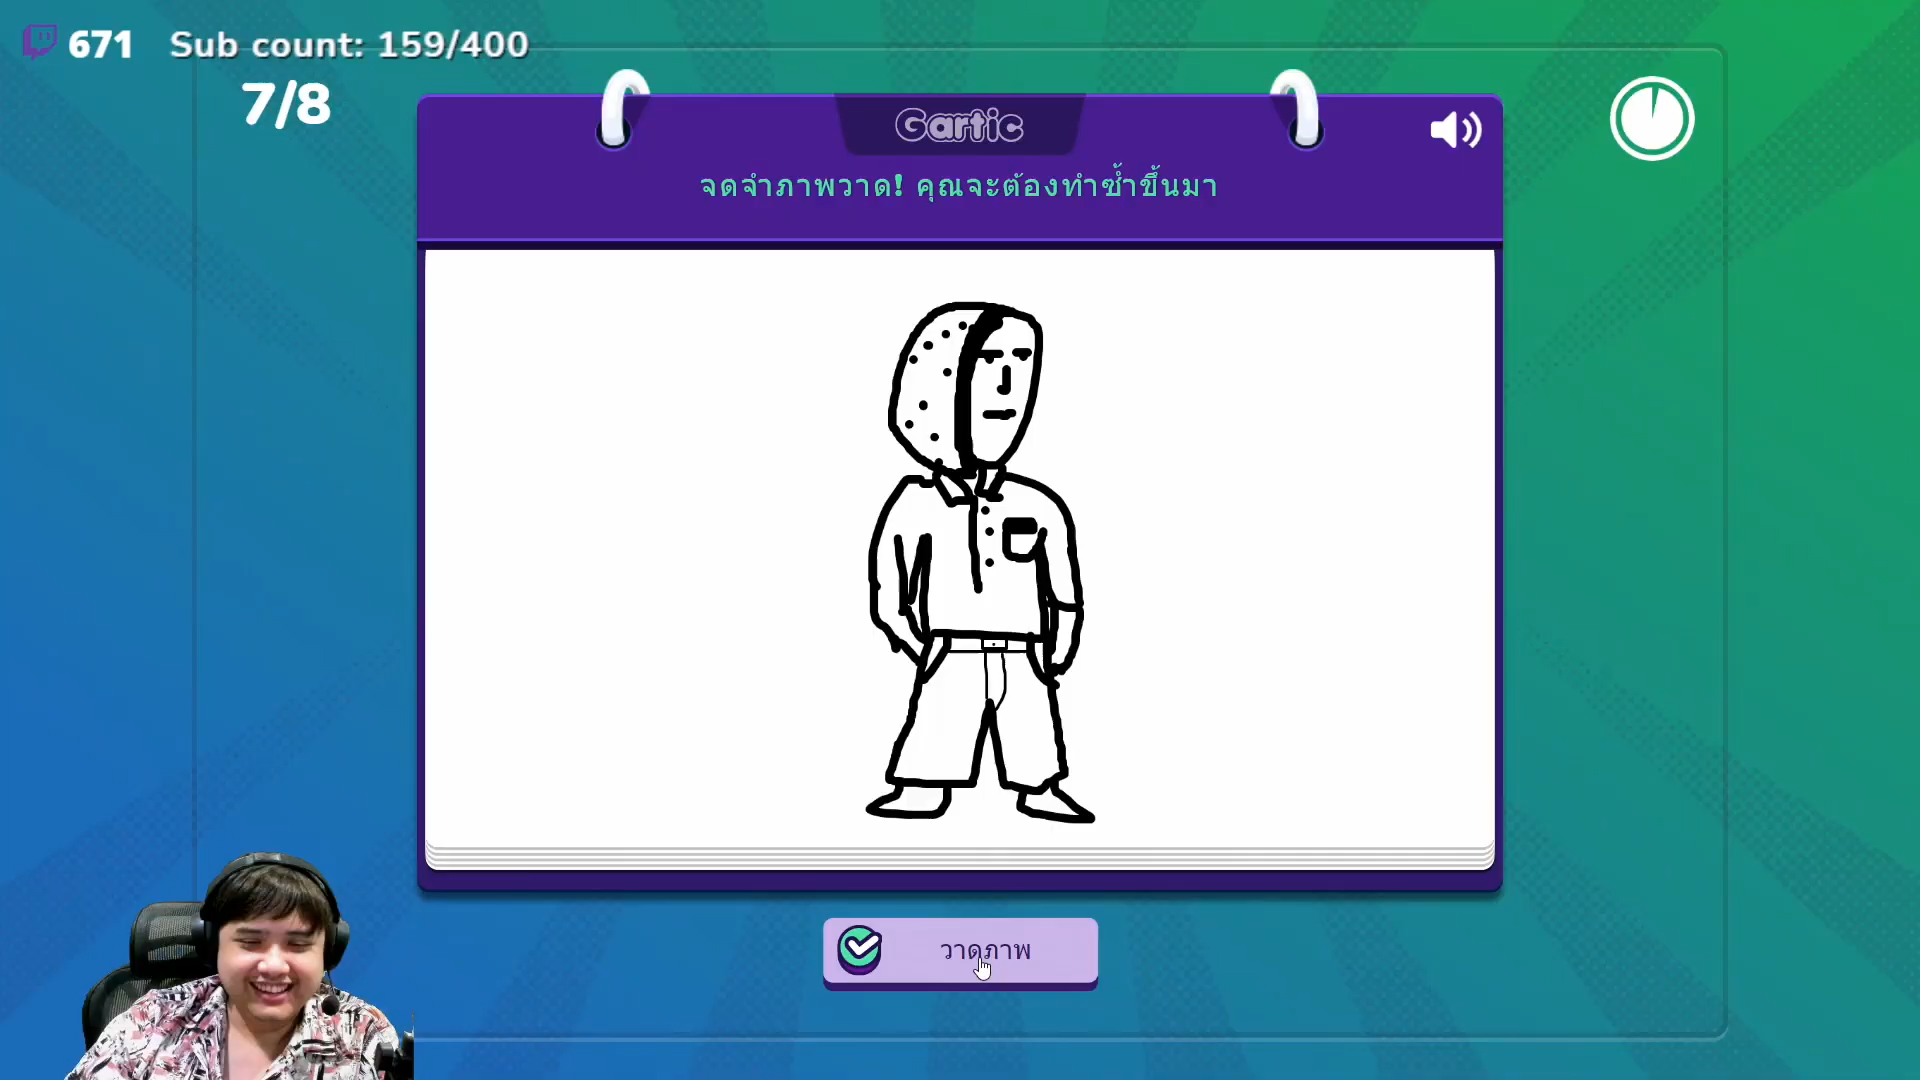 671 Sub count: 159/400
7/8
Gartic
จดจำภาพวาด! คุณจะต้องทำซ้ำขึ้นมา
วาดภาพ